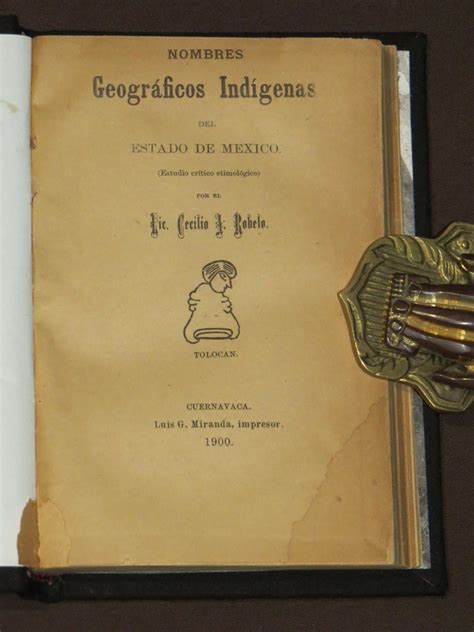 NOMBRES
Geográficos Indígenas
DEL
ESTADO DE MEXICO.
(Estudio crítico etimológico)
POR EL
Lic. Cecilio A. Robelo.
TOLOCAN.
CUERNAVACA.
Luis G. Miranda, impresor.
1900.